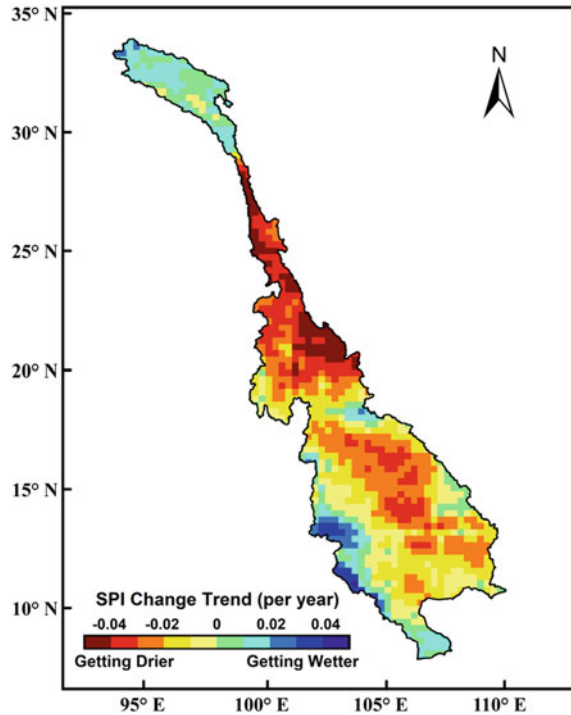 35° N
N
30° N
25° N
20° N
15° N
10° N
SPI Change Trend (per year)
-0.04 -0.02 0 0.02 0.04
Getting Drier Getting Wetter
95° E 100° E 105° E 110° E